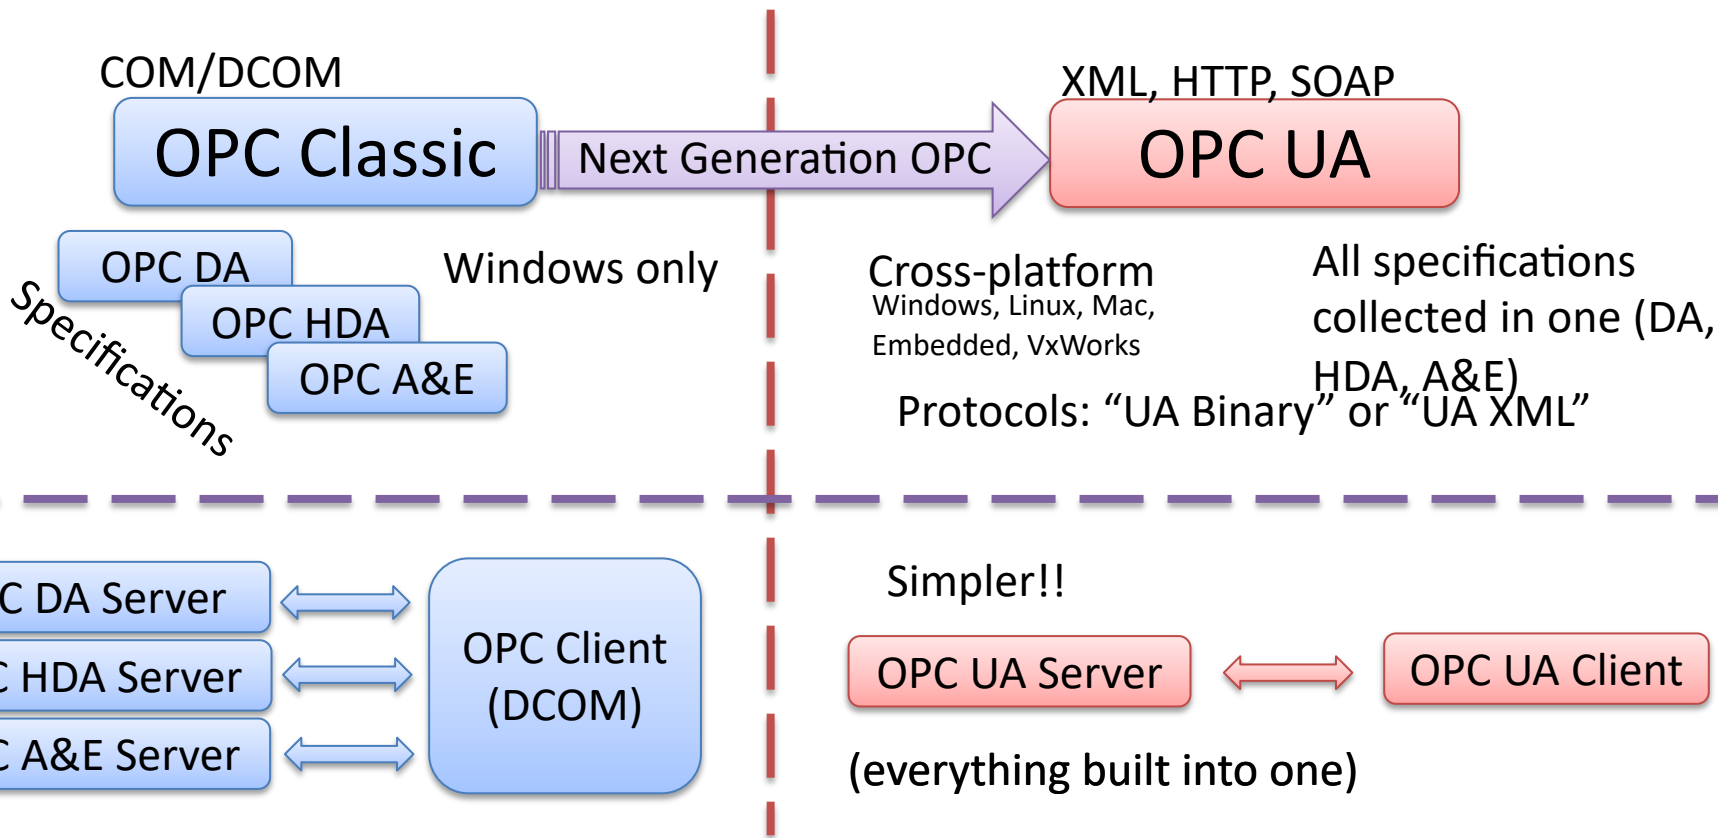 COM/DCOM
OPC Classic
Next Generation OPC
XML, HTTP, SOAP
OPC UA
OPC DA
OPC HDA
OPC A&E
Specifications
Windows only
Cross-platform
Windows, Linux, Mac,
Embedded, VxWorks
All specifications
collected in one (DA,
HDA, A&E)
Protocols: “UA Binary” or “UA XML”
C DA Server
C HDA Server
C A&E Server
OPC Client
(DCOM)
Simpler!!
OPC UA Server
OPC UA Client
(everything built into one)